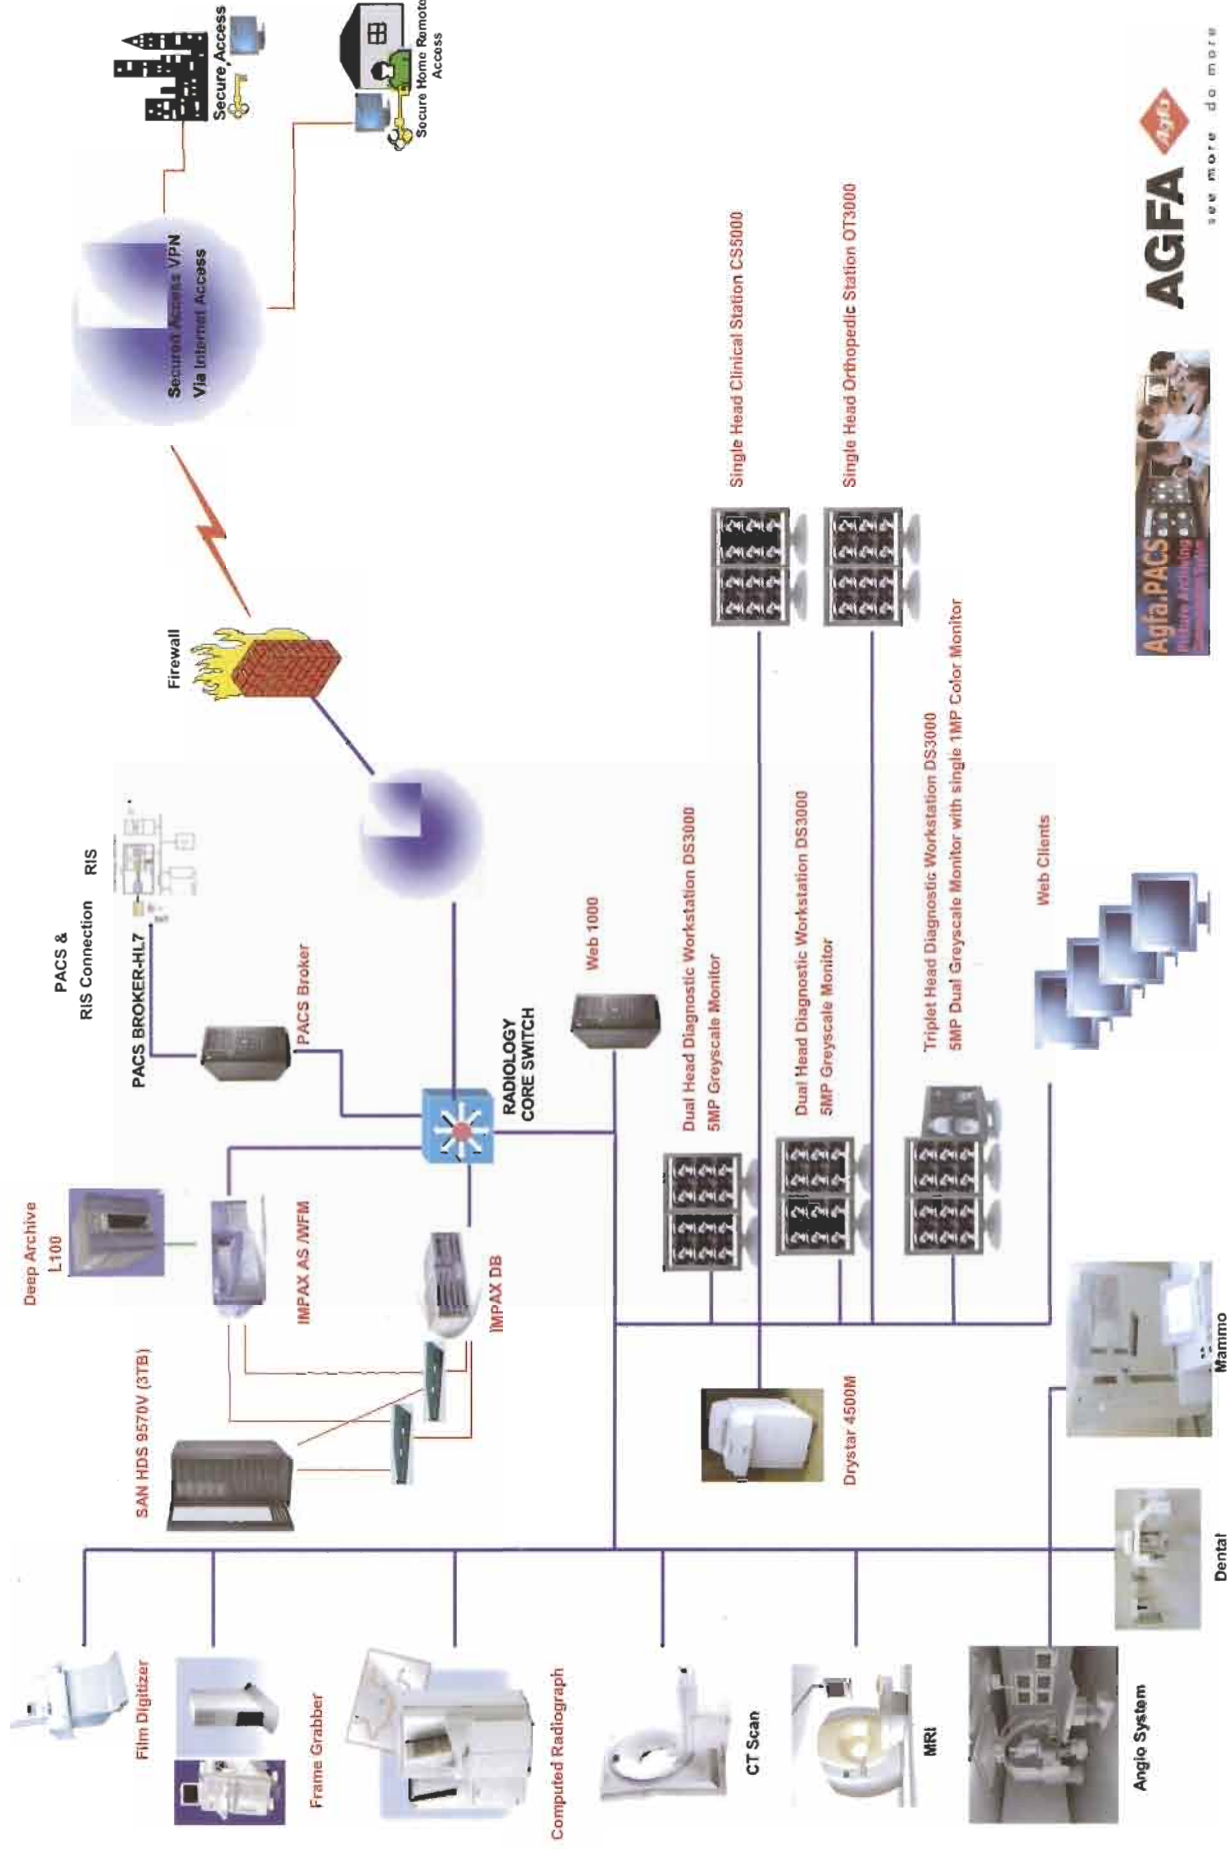 Secure Access
Secure Home Remote
Access
Secured Access VPN
Via Internet Access
Firewall
PACS &
RIS Connection
RIS
PACS BROKER-HL7
PACS Broker
Deep Archive
L100
IMPAX AS /WFM
SAN HDS 9570V (3TB)
IMPAX DB
RADIOLOGY
CORE SWITCH
Web 1000
Film Digitizer
Frame Grabber
Computed Radiograph
CT Scan
MRI
Angio System
Dental
Mammo
Drystar 4500M
Dual Head Diagnostic Workstation DS3000
5MP Greyscale Monitor
Dual Head Diagnostic Workstation DS3000
5MP Greyscale Monitor
Triplet Head Diagnostic Workstation DS3000
5MP Dual Greyscale Monitor with single 1MP Color Monitor
Single Head Clinical Station CS5000
Single Head Orthopedic Station OT3000
Web Clients
Agfa.PACS
Picture Archiving
AGFA
Agfa
see more do more